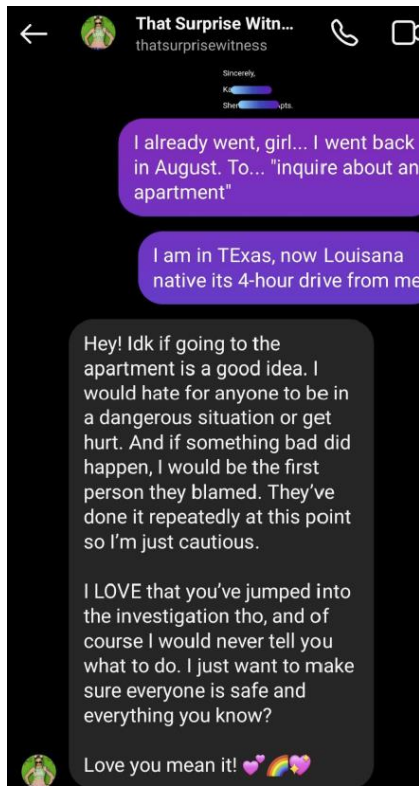 That Surprise Witn...
thatsurprisewitness
Sincerely,
I already went, girl... I went back
in August. To... "inquire about an
apartment"
I am in TExas, now Louisana
native its 4-hour drive from me
Hey! Idk if going to the
apartment is a good idea. I
would hate for anyone to be in
a dangerous situation or get
hurt. And if something bad did
happen, I would be the first
person they blamed. They've
done it repeatedly at this point
so I'm just cautious.
I LOVE that you've jumped into
the investigation tho, and of
course I would never tell you
what to do. I just want to make
sure everyone is safe and
everything you know?
Love you mean it! 💕🌈💖